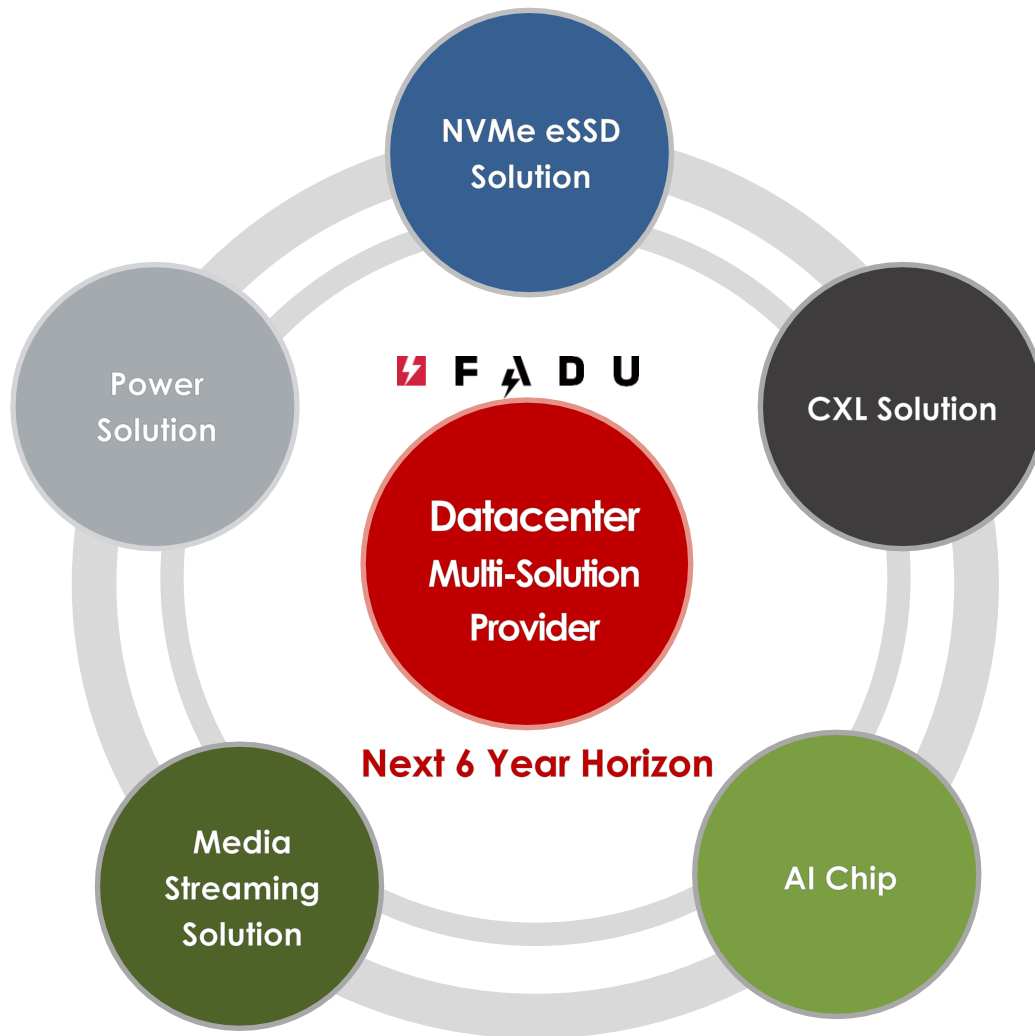 NVMe eSSD
Solution
Power
Solution
CXL Solution
FADU
Datacenter
Multi-Solution
Provider
Next 6 Year Horizon
Media
Streaming
Solution
AI Chip